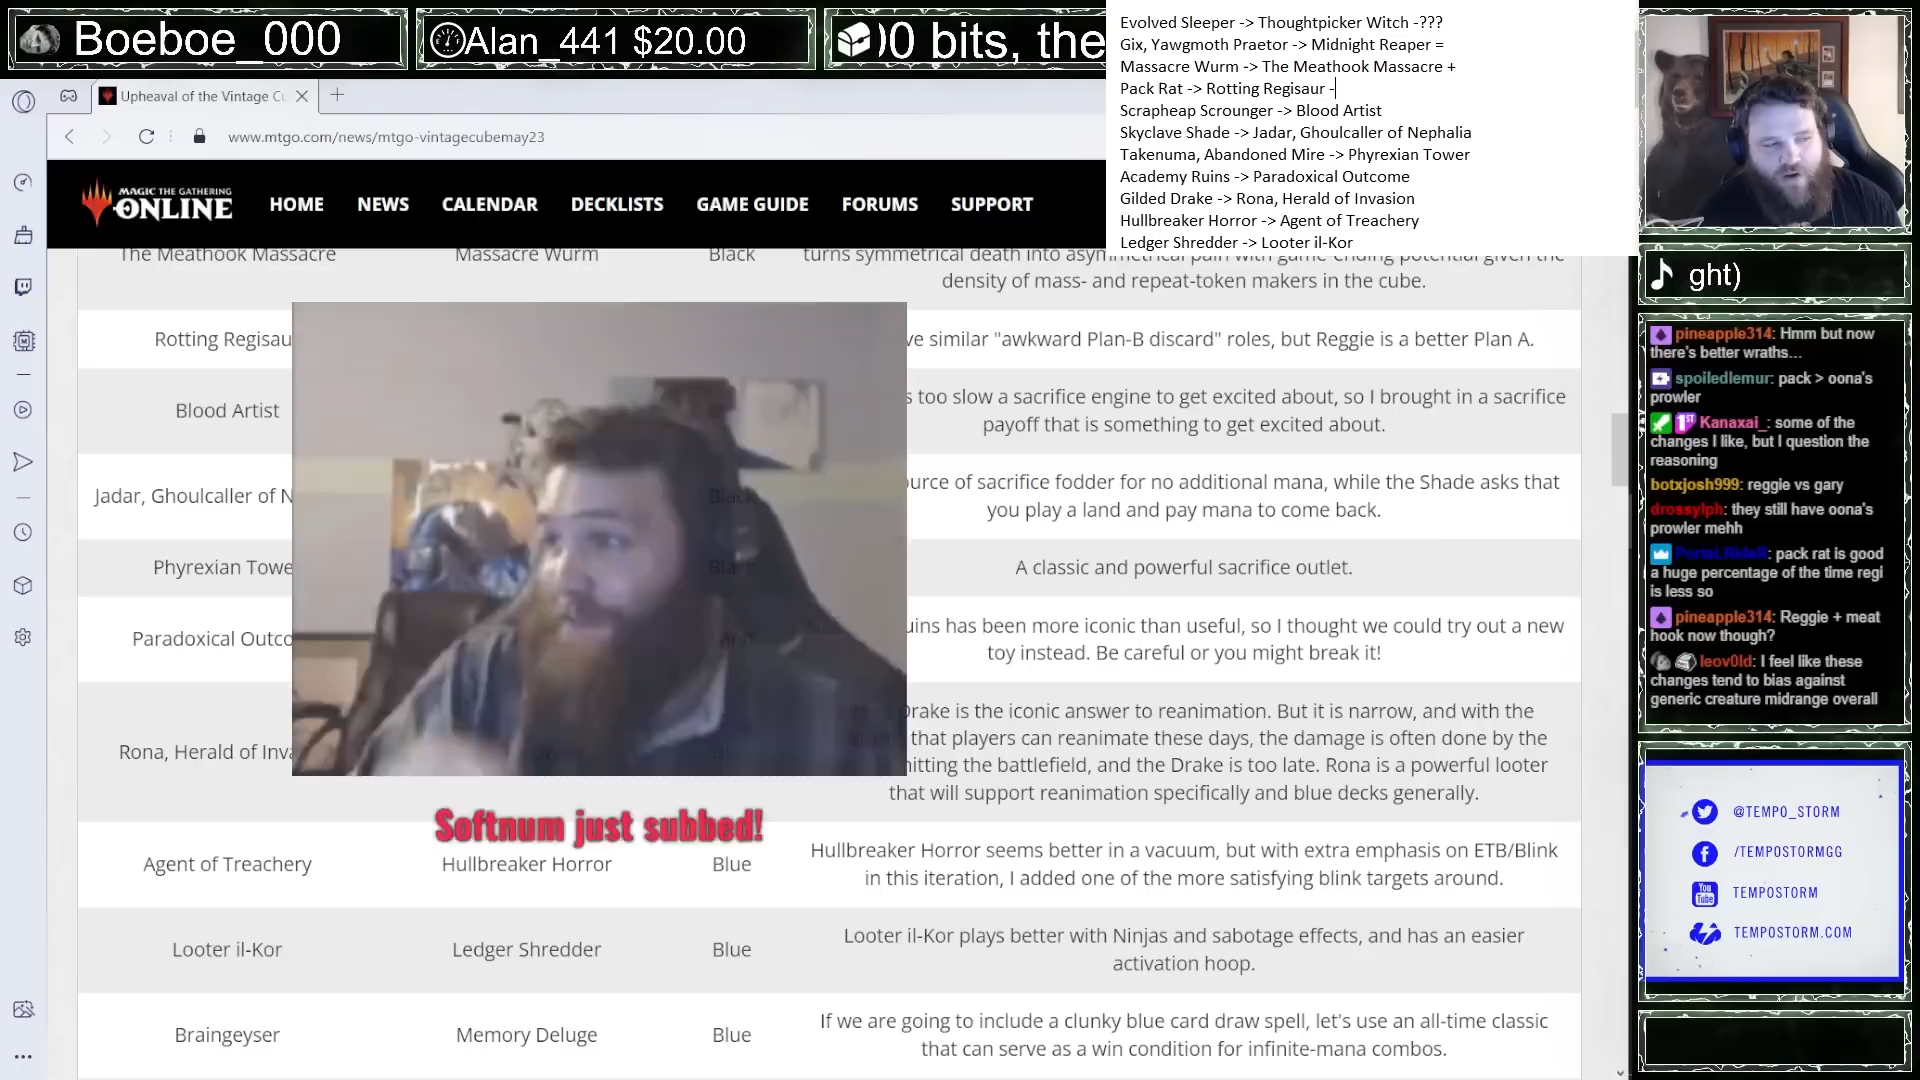 Boeboe_000
Alan_441 $20.00
)0 bits, the
Evolved Sleeper -> Thoughtpicker Witch -???
Gix, Yawgmoth Praetor -> Midnight Reaper =
Massacre Wurm -> The Meathook Massacre +
Pack Rat -> Rotting Regisaur -
Scrapheap Scrounger -> Blood Artist
Skyclave Shade -> Jadar, Ghoulcaller of Nephalia
Takenuma, Abandoned Mire -> Phyrexian Tower
Academy Ruins -> Paradoxical Outcome
Gilded Drake -> Rona, Herald of Invasion
Hullbreaker Horror -> Agent of Treachery
Ledger Shredder -> Looter il-Kor
Upheaval of the Vintage Cu
www.mtgo.com/news/mtgo-vintagecubemay23
MAGIC THE GATHERING
ONLINE
HOME NEWS CALENDAR DECKLISTS GAME GUIDE FORUMS SUPPORT
The Meathook Massacre Massacre Wurm Black turns symmetrical death into asymmetrical pain with game-ending potential given the
density of mass- and repeat-token makers in the cube.
Rotting Regisau ve similar "awkward Plan-B discard" roles, but Reggie is a better Plan A.
Blood Artist s too slow a sacrifice engine to get excited about, so I brought in a sacrifice
payoff that is something to get excited about.
Jadar, Ghoulcaller of N Black urce of sacrifice fodder for no additional mana, while the Shade asks that
you play a land and pay mana to come back.
Phyrexian Towe A classic and powerful sacrifice outlet.
Paradoxical Outco uins has been more iconic than useful, so I thought we could try out a new
toy instead. Be careful or you might break it!
Rona, Herald of Inva Drake is the iconic answer to reanimation. But it is narrow, and with the
that players can reanimate these days, the damage is often done by the
hitting the battlefield, and the Drake is too late. Rona is a powerful looter
that will support reanimation specifically and blue decks generally.
Softnum just subbed!
Agent of Treachery Hullbreaker Horror Blue Hullbreaker Horror seems better in a vacuum, but with extra emphasis on ETB/Blink
in this iteration, I added one of the more satisfying blink targets around.
Looter il-Kor Ledger Shredder Blue Looter il-Kor plays better with Ninjas and sabotage effects, and has an easier
activation hoop.
Braingeyser Memory Deluge Blue If we are going to include a clunky blue card draw spell, let's use an all-time classic
that can serve as a win condition for infinite-mana combos.
ght)
pineapple314: Hmm but now
there's better wraths...
spoiledlemur: pack > oona's
prowler
Kanaxai_: some of the
changes I like, but I question the
reasoning
botxjosh999: reggie vs gary
drossylph: they still have oona's
prowler mehh
PortaLRideR: pack rat is good
a huge percentage of the time regi
is less so
pineapple314: Reggie + meat
hook now though?
leov0ld: I feel like these
changes tend to bias against
generic creature midrange overall
@TEMPO_STORM
/TEMPOSTORMGG
You
Tube
TEMPOSTORM
TEMPOSTORM.COM